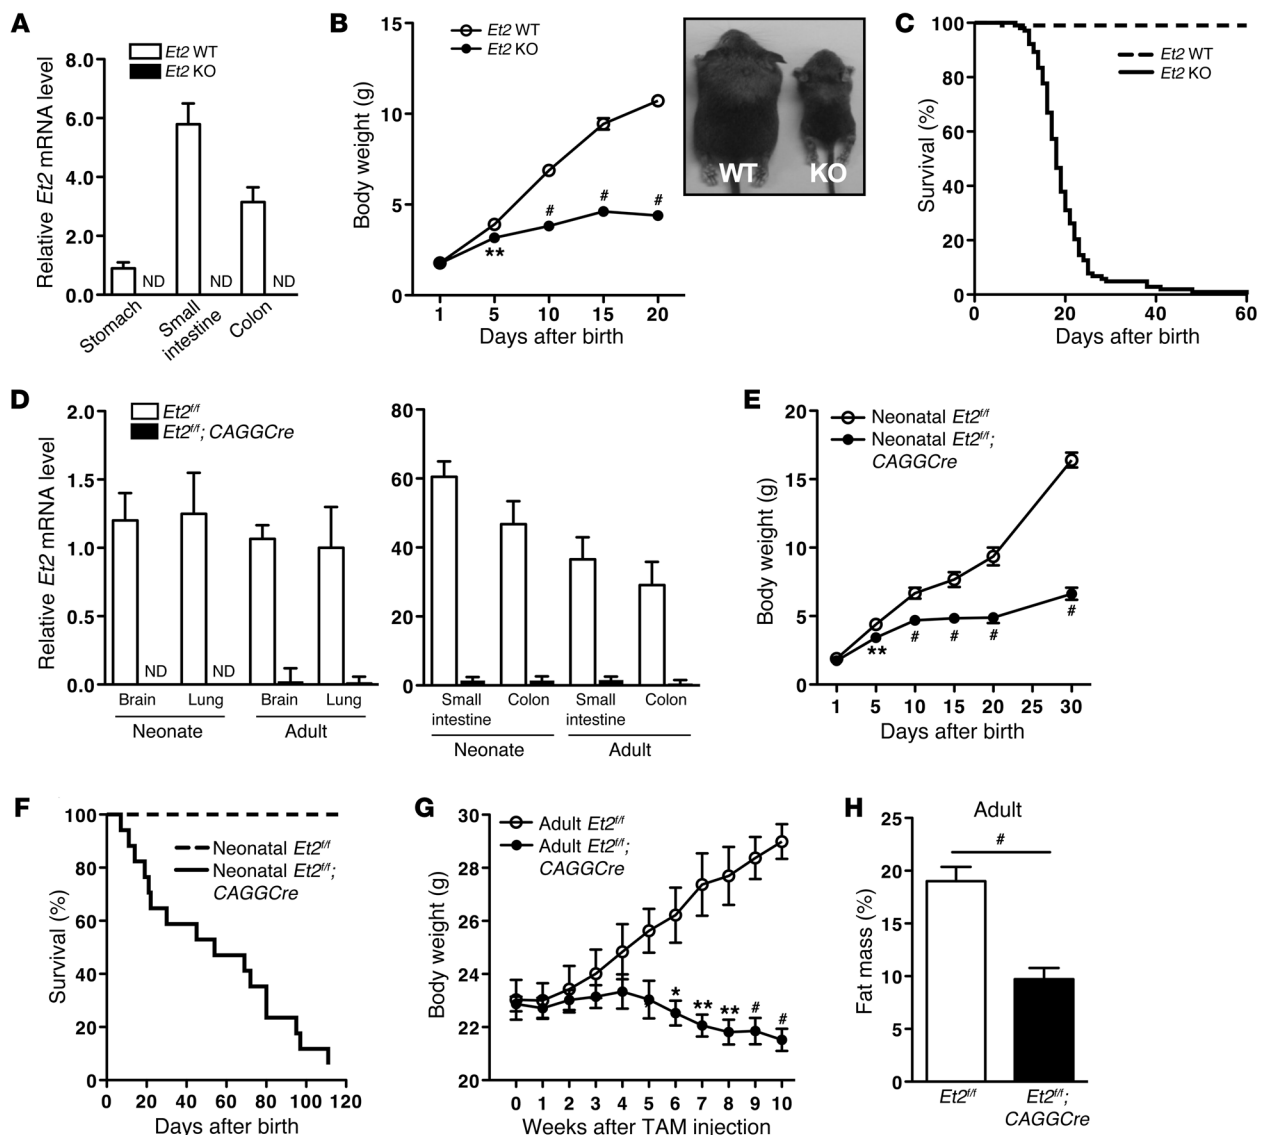 A
Et2 WT
Et2 KO
Relative Et2 mRNA level
8.0
6.0
4.0
2.0
0.0
ND
ND
ND
Stomach
Small
intestine
Colon
B
Et2 WT
Et2 KO
Body weight (g)
15
10
5
0
**
#
#
#
1
5
10
15
20
Days after birth
WT
KO
C
Et2 WT
Et2 KO
Survival (%)
100
80
60
40
20
0
0
20
40
60
Days after birth
D
Et2f/f
Et2f/f; CAGGCre
Relative Et2 mRNA level
2.0
1.5
1.0
0.5
0.0
ND
ND
Brain
Lung
Brain
Lung
Neonate
Adult
80
60
40
20
0
Small
intestine
Colon
Small
intestine
Colon
Neonate
Adult
E
Neonatal Et2f/f
Neonatal Et2f/f;
CAGGCre
Body weight (g)
20
15
10
5
0
**
#
#
#
#
1
5
10
15
20
25
30
Days after birth
F
Neonatal Et2f/f
Neonatal Et2f/f;
CAGGCre
Survival (%)
100
80
60
40
20
0
0
20
40
60
80
100
120
Days after birth
G
Adult Et2f/f
Adult Et2f/f;
CAGGCre
Body weight (g)
30
28
26
24
22
20
*
**
**
#
#
0
1
2
3
4
5
6
7
8
9
10
Weeks after TAM injection
H
Adult
#
Fat mass (%)
25
20
15
10
5
0
Et2f/f
Et2f/f;
CAGGCre